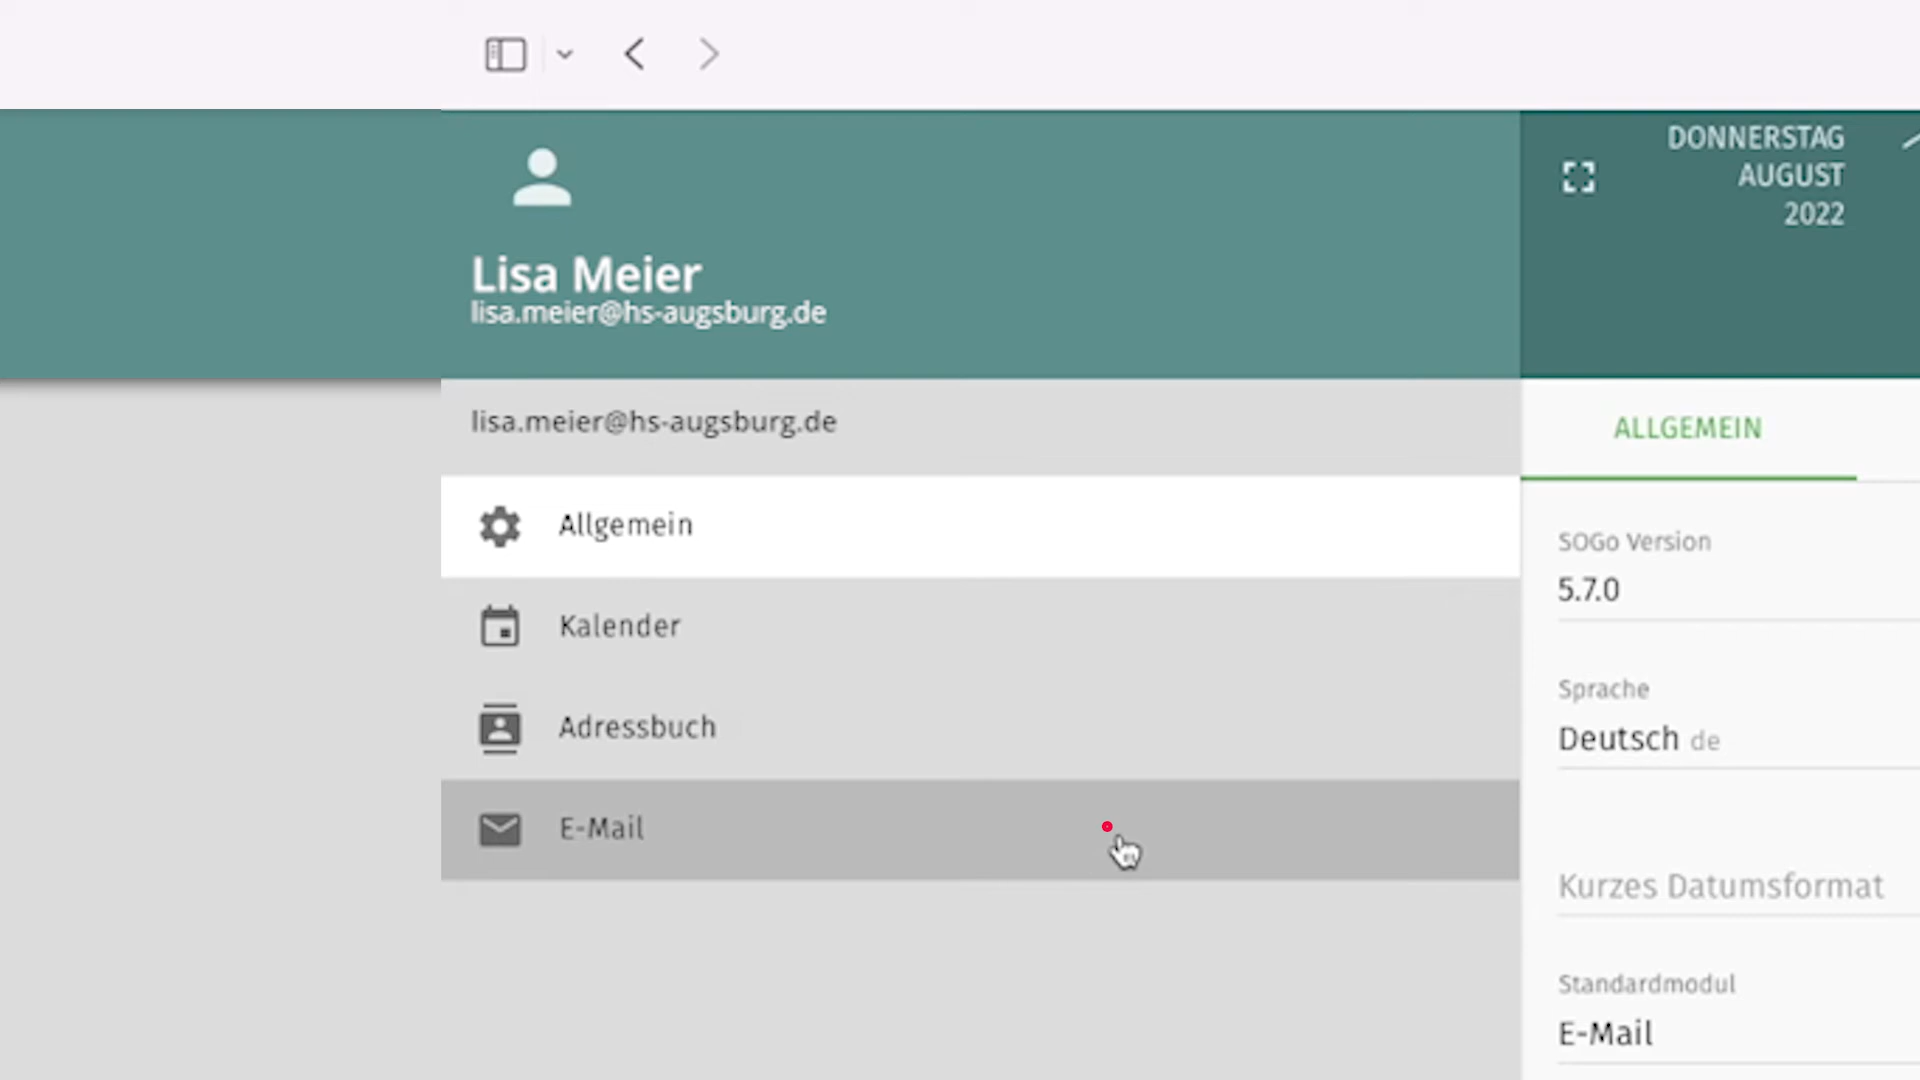 Lisa Meier
lisa.meier@hs-augsburg.de
lisa.meier@hs-augsburg.de
Allgemein
Kalender
Adressbuch
E-Mail
DONNERSTAG
AUGUST
2022
ALLGEMEIN
SOGo Version
5.7.0
Sprache
Deutsch de
Kurzes Datumsformat
Standardmodul
E-Mail